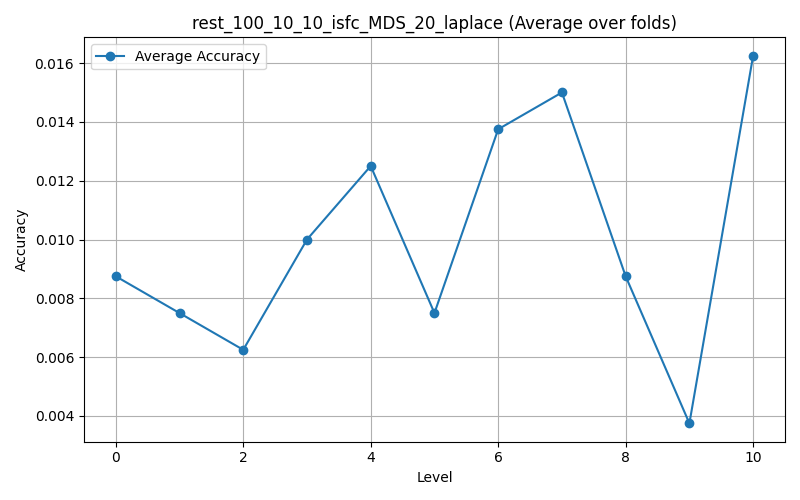 rest_100_10_10_isfc_MDS_20_laplace (Average over folds)
Average Accuracy
0.016
0.014
0.012
0.010
0.008
0.006
0.004
Accuracy
0 2 4 6 8 10
Level